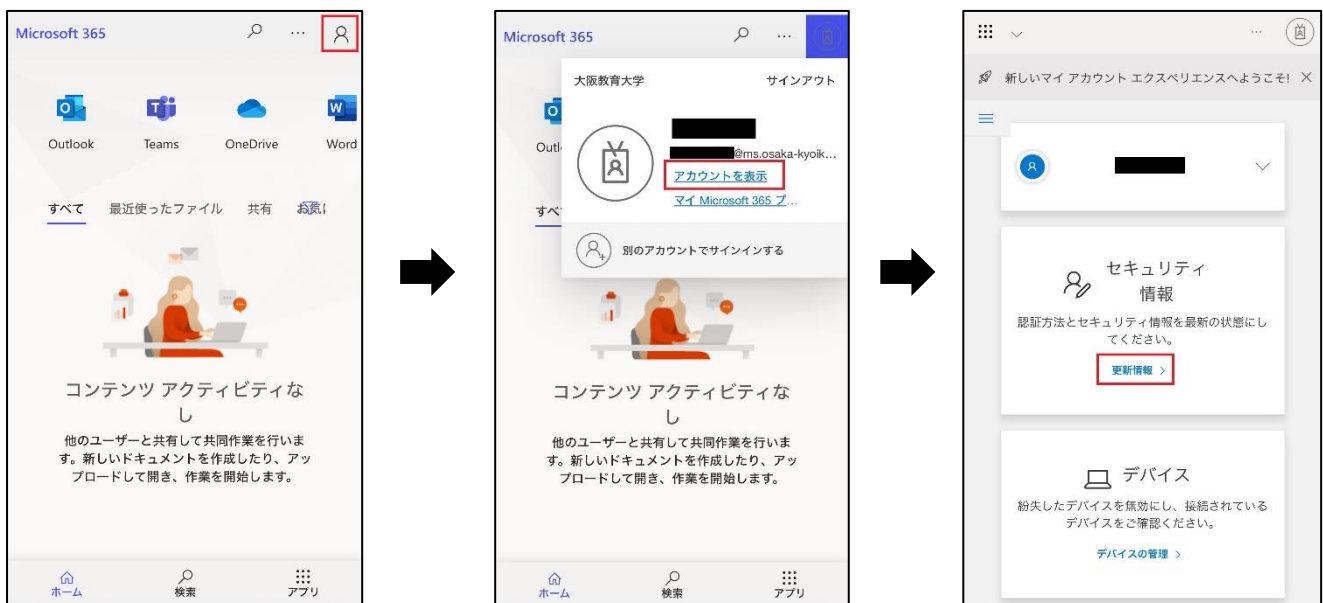 Microsoft 365
Outlook
Teams
OneDrive
Word
すべて
最近使ったファイル
共有
お気に
コンテンツ アクティビティな
し
他のユーザーと共有して共同作業を行いま
す。新しいドキュメントを作成したり、アッ
プロードして開き、作業を開始します。
ホーム
検索
アプリ
Microsoft 365
大阪教育大学
サインアウト
@ms.osaka-kyoik...
アカウントを表示
マイ Microsoft 365 プ...
別のアカウントでサインインする
Outl
すべ
コンテンツ アクティビティな
し
他のユーザーと共有して共同作業を行いま
す。新しいドキュメントを作成したり、アッ
プロードして開き、作業を開始します。
ホーム
検索
アプリ
新しいマイ アカウント エクスペリエンスへようこそ!
セキュリティ
情報
認証方法とセキュリティ情報を最新の状態にし
てください。
更新情報 >
デバイス
紛失したデバイスを無効にし、接続されている
デバイスをご確認ください。
デバイスの管理 >